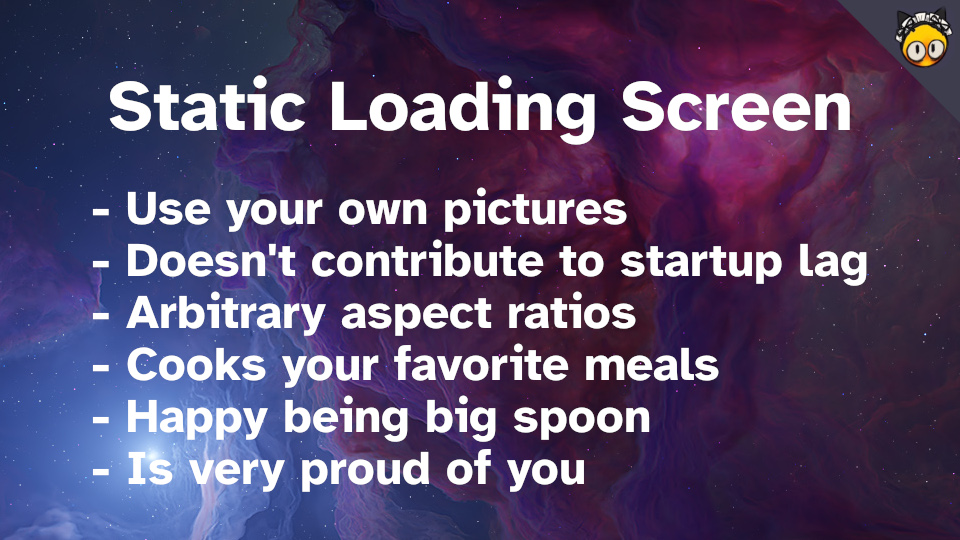 Static Loading Screen
- Use your own pictures
- Doesn't contribute to startup lag
- Arbitrary aspect ratios
- Cooks your favorite meals
- Happy being big spoon
- Is very proud of you